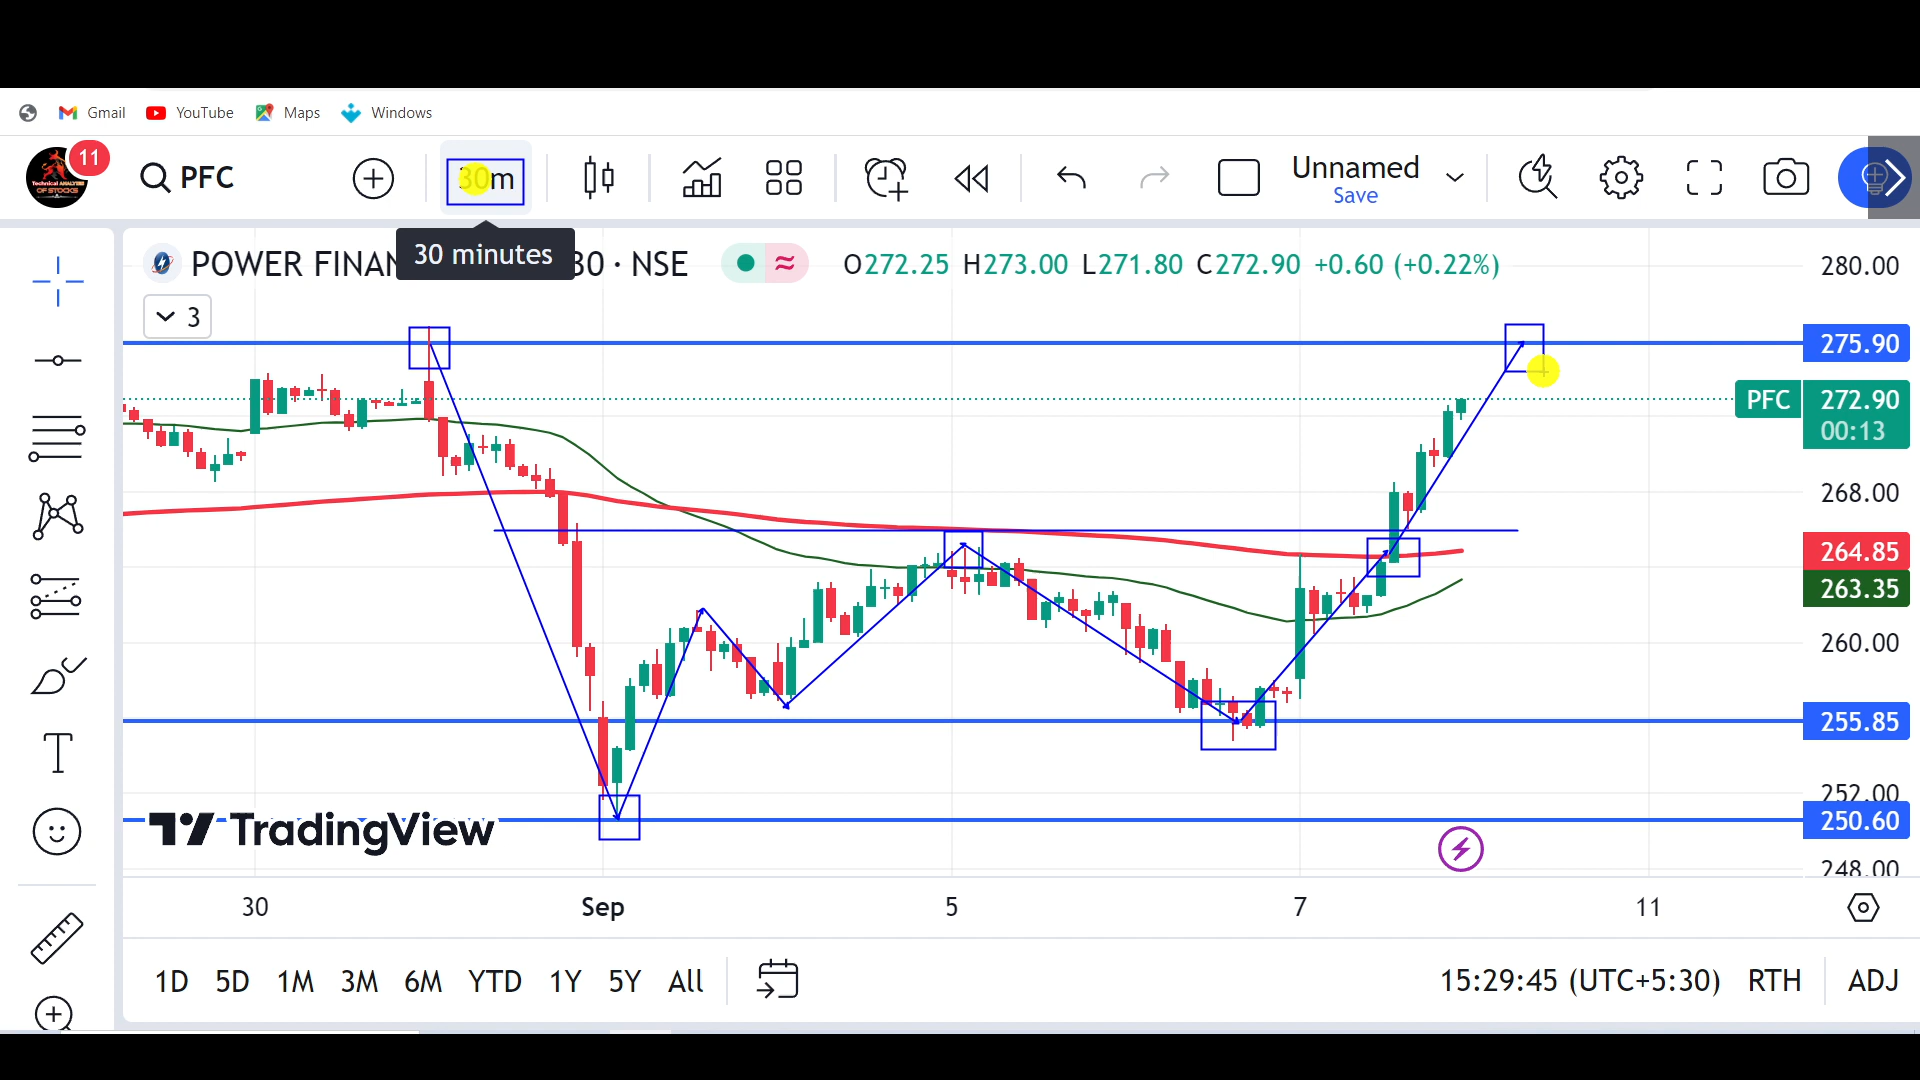 Gmail YouTube Maps Windows
11
Technical ANALYSIS
OF STOCKS
PFC
30m
Unnamed
Save
30 minutes
POWER FINAN 30 · NSE
O272.25 H273.00 L271.80 C272.90 +0.60 (+0.22%)
3
280.00
275.90
PFC 272.90
00:13
268.00
264.85
263.35
260.00
255.85
252.00
250.60
248.00
TradingView
30 Sep 5 7 11
1D 5D 1M 3M 6M YTD 1Y 5Y All
15:29:45 (UTC+5:30) RTH ADJ